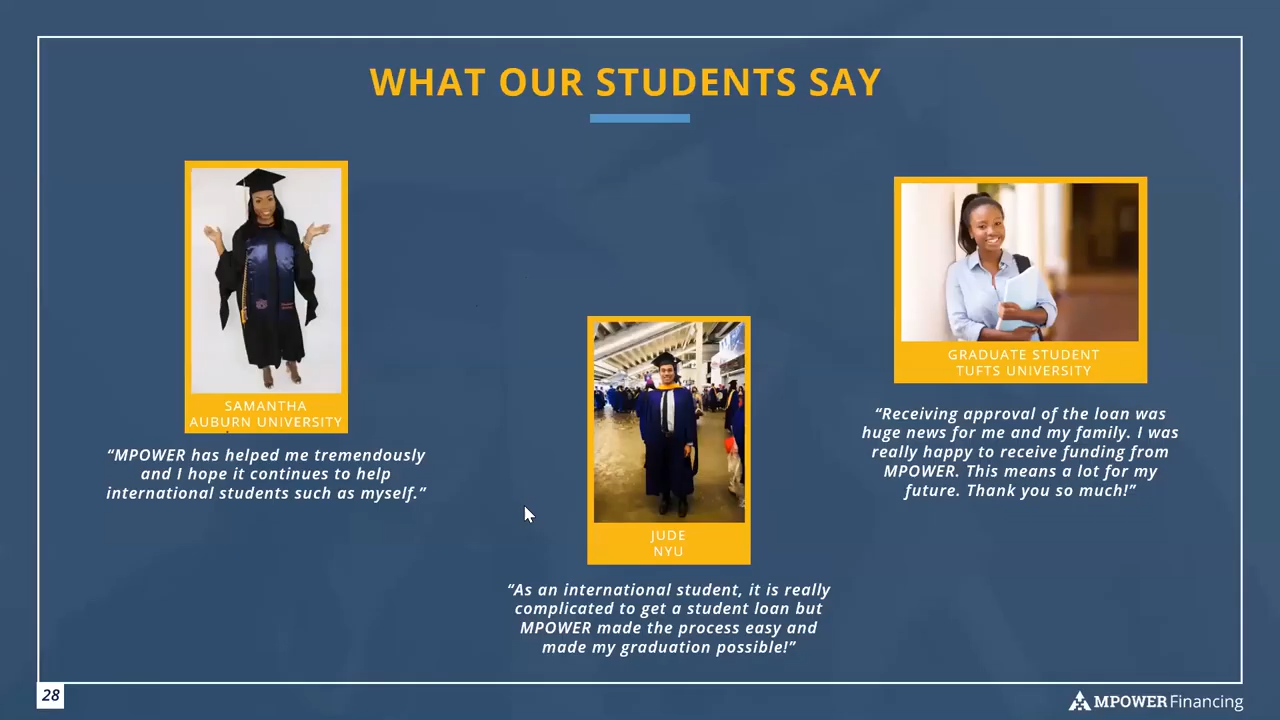 WHAT OUR STUDENTS SAY
SAMANTHA
AUBURN UNIVERSITY
“MPOWER has helped me tremendously
and I hope it continues to help
international students such as myself.”
JUDE
NYU
“As an international student, it is really
complicated to get a student loan but
MPOWER made the process easy and
made my graduation possible!”
GRADUATE STUDENT
TUFTS UNIVERSITY
“Receiving approval of the loan was
huge news for me and my family. I was
really happy to receive funding from
MPOWER. This means a lot for my
future. Thank you so much!”
28
MPOWER Financing